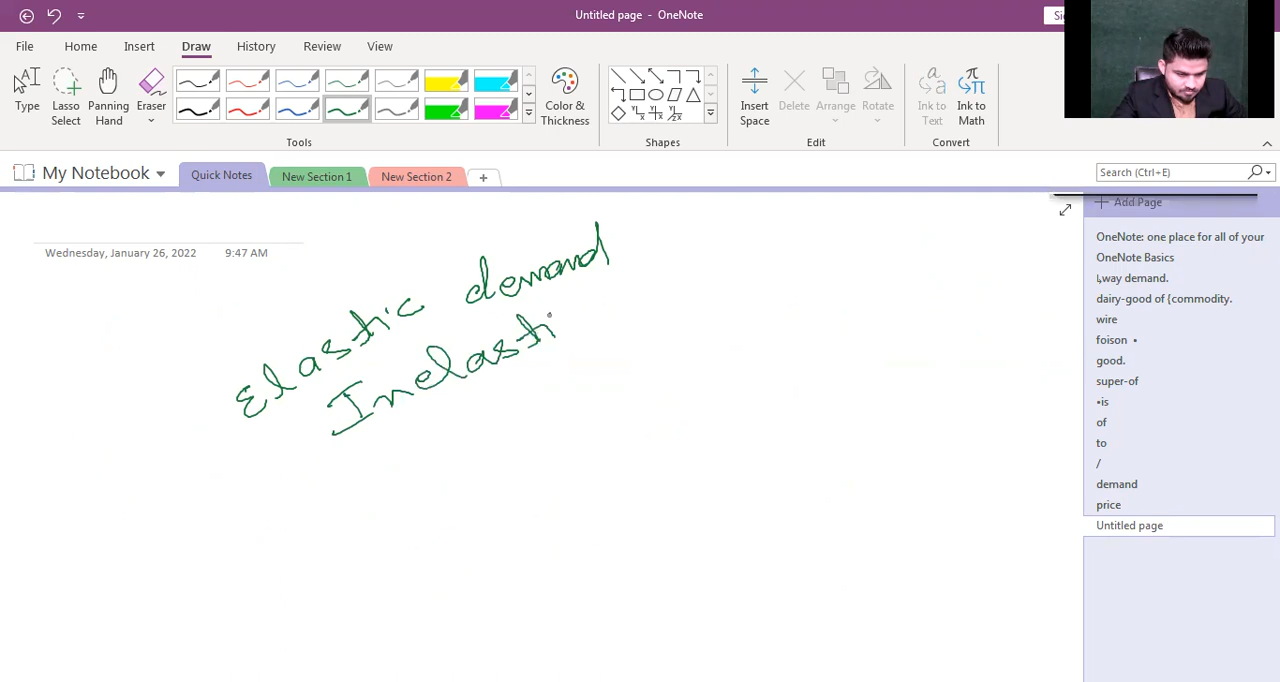 Untitled page - OneNote
File Home Insert Draw History Review View
Type Lasso Select Panning Hand Eraser Color & Thickness Insert Space Delete Arrange Rotate Ink to Text Ink to Math
Tools Shapes Edit Convert
My Notebook Quick Notes New Section 1 New Section 2 Search (Ctrl+E)
Add Page
Wednesday, January 26, 2022 9:47 AM
Elastic demand
Inelasti
OneNote: one place for all of your
OneNote Basics
way demand.
dairy-good of {commodity.
wire
foison •
good.
super-of
•is
of
to
/
demand
price
Untitled page